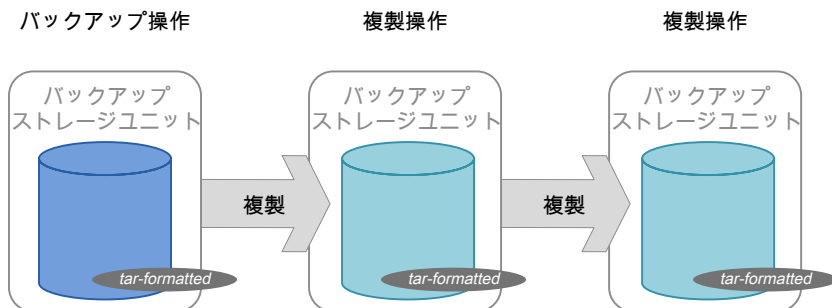 バックアップ操作
複製操作
複製操作
バックアップ
ストレージユニット
バックアップ
ストレージユニット
バックアップ
ストレージユニット
複製
複製
tar-formatted
tar-formatted
tar-formatted